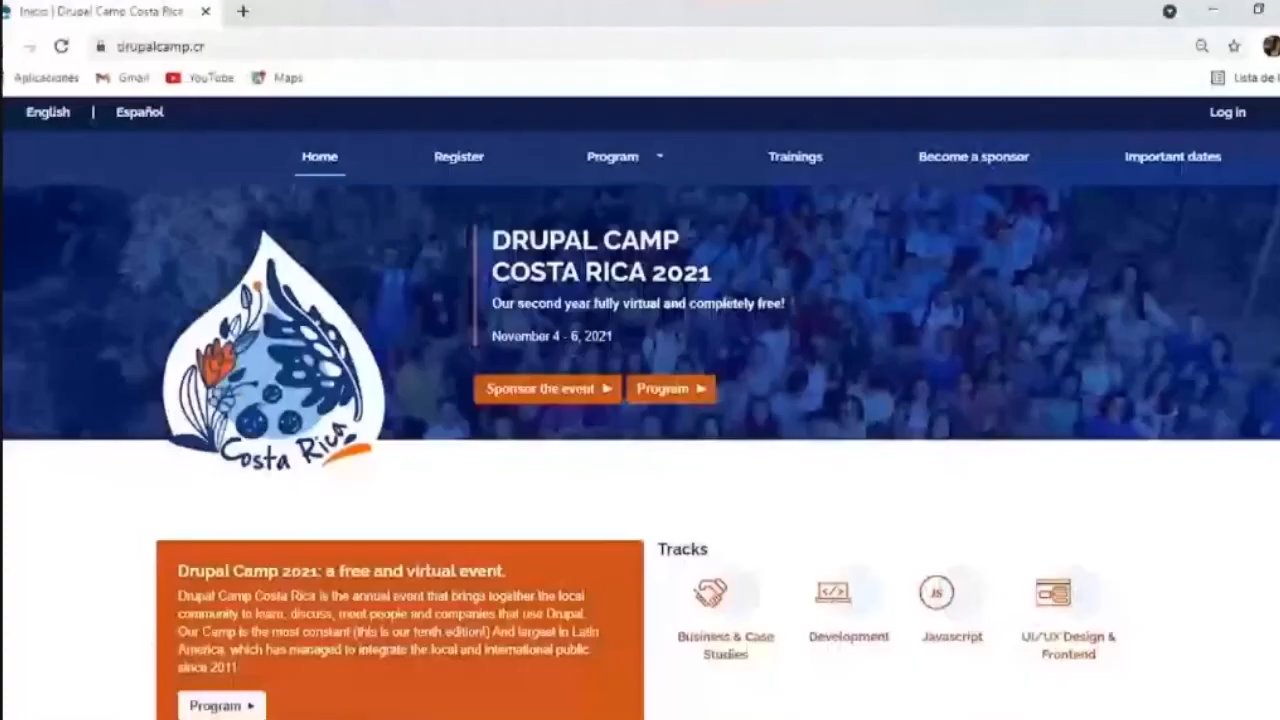 Inicio | Drupal Camp Costa Rica
drupalcamp.cr
Aplicaciones Gmail YouTube Maps Lista de
English | Español Log in
Home Register Program Trainings Become a sponsor Important dates
DRUPAL CAMP
COSTA RICA 2021
Our second year fully virtual and completely free!
November 4 - 6, 2021
Sponsor the event Program
Costa Rica
Drupal Camp 2021: a free and virtual event.
Drupal Camp Costa Rica is the annual event that brings together the local
community to learn, discuss, meet people and companies that use Drupal.
Our Camp is the most constant (this is our tenth edition!) And largest in Latin
America, which has managed to integrate the local and international public
since 2011
Program
Tracks
JS
Business & Case
Studies
Development
Javascript
UI/UX Design &
Frontend